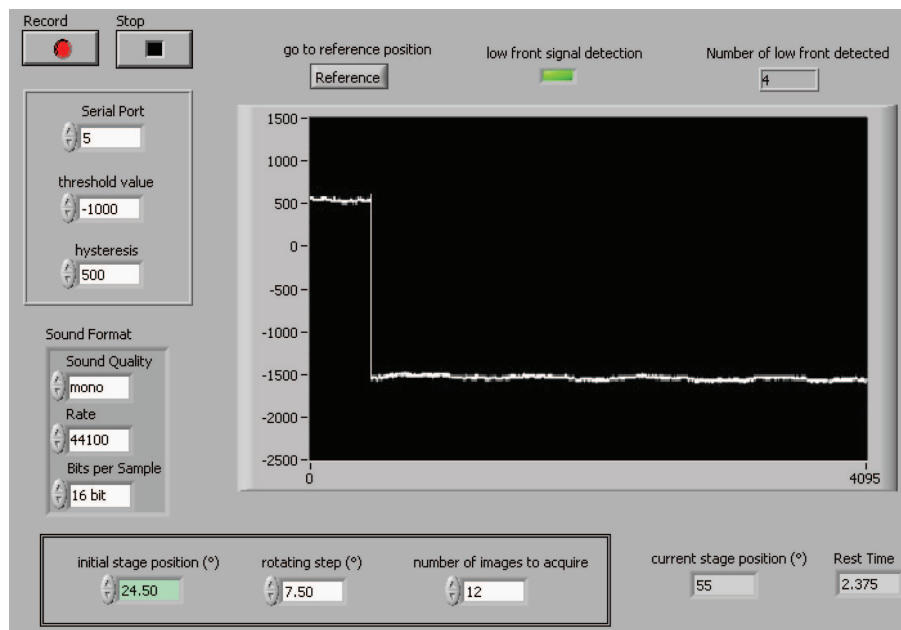 Record Stop
go to reference position low front signal detection Number of low front detected
Reference 4
Serial Port
5
threshold value
-1000
hysteresis
500
1500
1000
500
0
-500
-1000
-1500
-2000
-2500
0 4095
Sound Format
Sound Quality
mono
Rate
44100
Bits per Sample
16 bit
initial stage position (°) rotating step (°) number of images to acquire current stage position (°) Rest Time
24.50 7.50 12 55 2.375